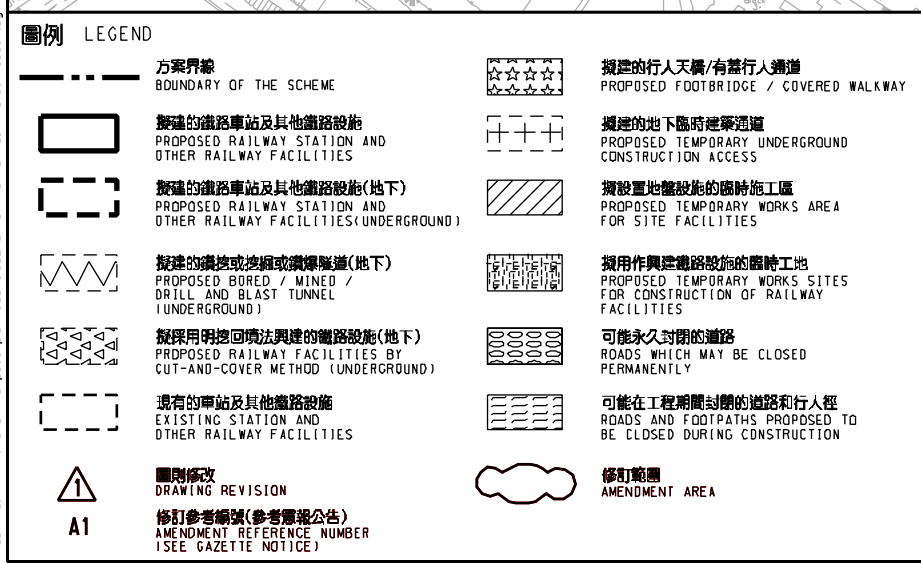 圖例 LEGEND
方案界線
BOUNDARY OF THE SCHEME
擬建的鐵路車站及其他鐵路設施
PROPOSED RAILWAY STATION AND
OTHER RAILWAY FACILITIES
擬建的鐵路車站及其他鐵路設施(地下)
PROPOSED RAILWAY STATION AND
OTHER RAILWAY FACILITIES(UNDERGROUND)
擬建的鑽挖或挖掘或鑽爆隧道(地下)
PROPOSED BORED / MINED /
DRILL AND BLAST TUNNEL
(UNDERGROUND)
擬採用明挖回填法興建的鐵路設施(地下)
PROPOSED RAILWAY FACILITIES BY
CUT-AND-COVER METHOD (UNDERGROUND)
現有的車站及其他鐵路設施
EXISTING STATION AND
OTHER RAILWAY FACILITIES
1
圖則修改
DRAWING REVISION
A1
修訂參考編號(參考憲報公告)
AMENDMENT REFERENCE NUMBER
(SEE GAZETTE NOTICE)
擬建的行人天橋/有蓋行人通道
PROPOSED FOOTBRIDGE / COVERED WALKWAY
擬建的地下臨時建築通道
PROPOSED TEMPORARY UNDERGROUND
CONSTRUCTION ACCESS
擬設置地盤設施的臨時施工區
PROPOSED TEMPORARY WORKS AREA
FOR SITE FACILITIES
擬用作興建鐵路設施的臨時工地
PROPOSED TEMPORARY WORKS SITES
FOR CONSTRUCTION OF RAILWAY
FACILITIES
可能永久封閉的道路
ROADS WHICH MAY BE CLOSED
PERMANENTLY
可能在工程期間封閉的道路和行人徑
ROADS AND FOOTPATHS PROPOSED TO
BE CLOSED DURING CONSTRUCTION
修訂範圍
AMENDMENT AREA